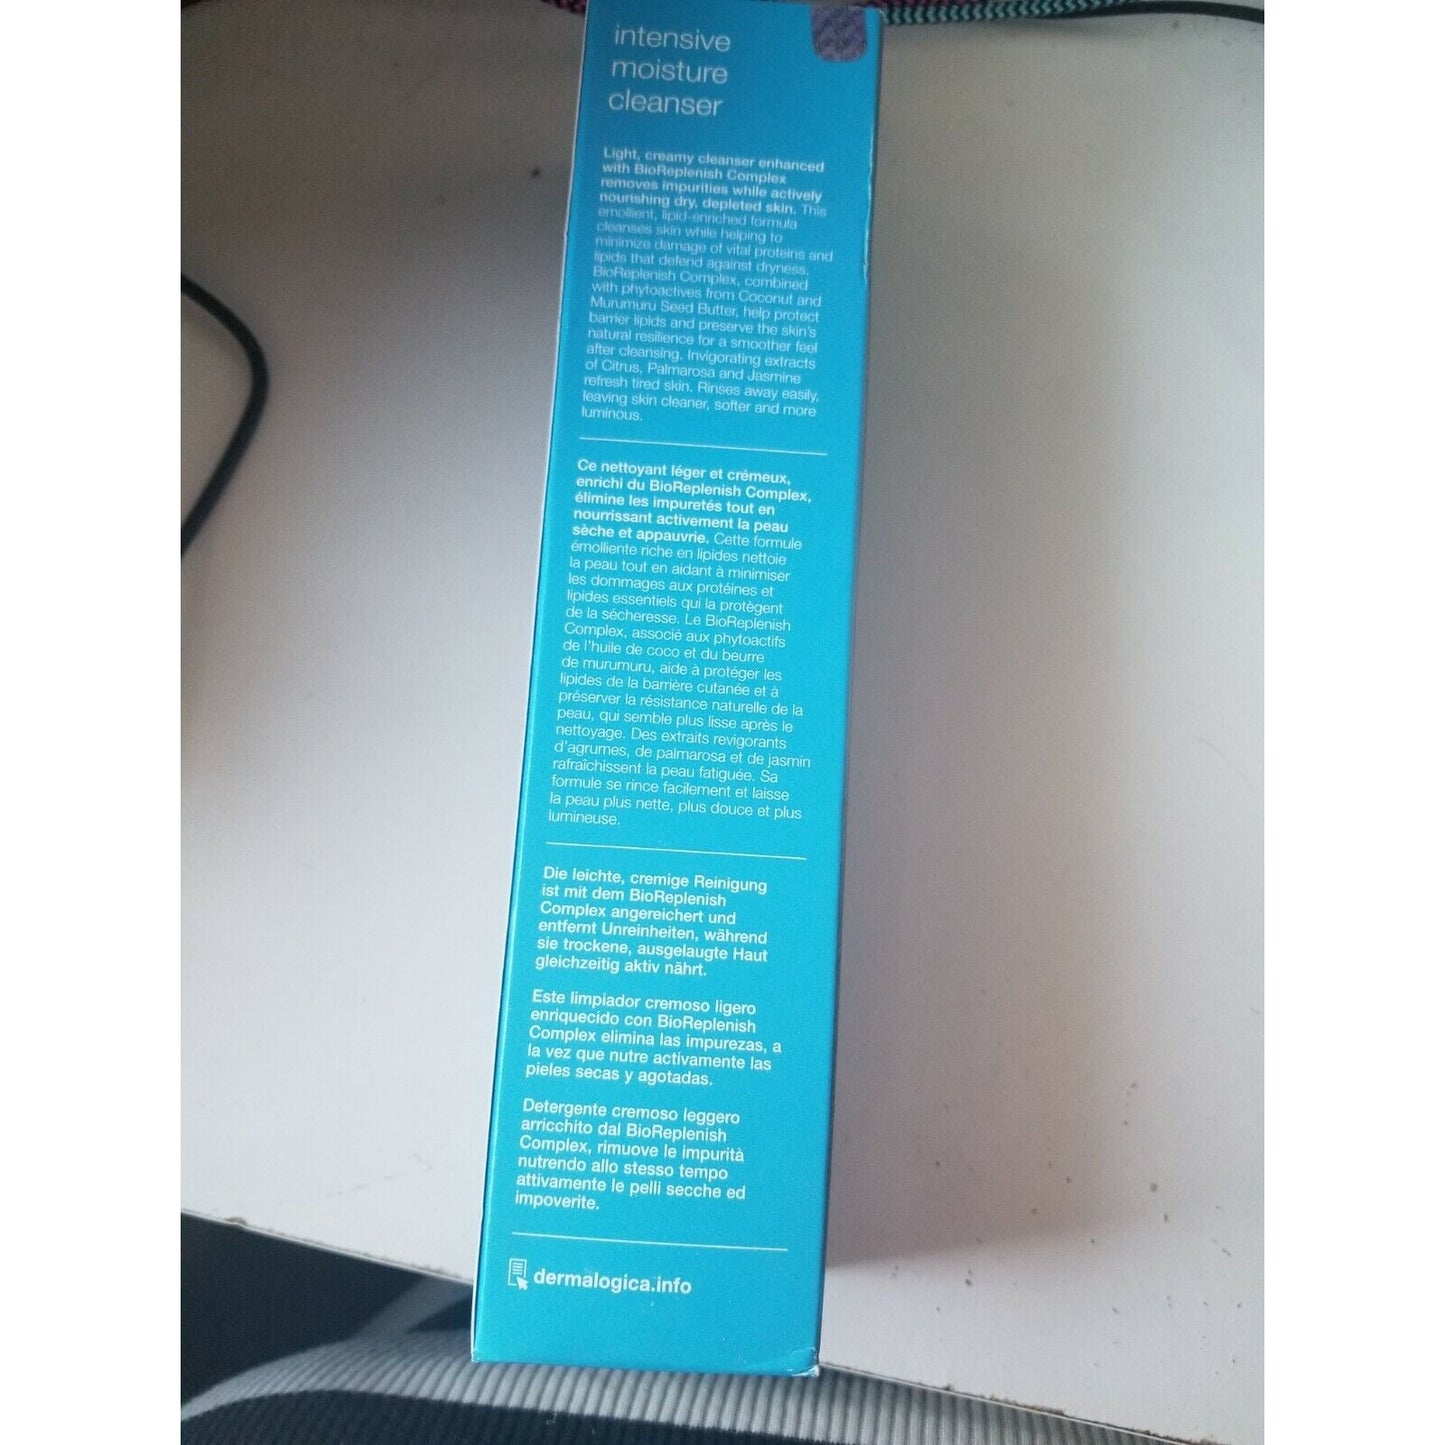 intensive
moisture
cleanser
Light, creamy cleanser enhanced
with BioReplenish Complex
removes impurities while actively
nourishing dry, depleted skin. This
emollient, lipid-enriched formula
cleanses skin while helping to
minimize damage of vital proteins and
lipids that defend against dryness.
BioReplenish Complex, combined
with phytoactives from Coconut and
Murumuru Seed Butter, help protect
barrier lipids and preserve the skin's
natural resilience for a smoother feel
after cleansing. Invigorating extracts
of Citrus, Palmarosa and Jasmine
refresh tired skin. Rinses away easily,
leaving skin cleaner, softer and more
luminous.
Ce nettoyant léger et crémeux,
enrichi du BioReplenish Complex,
élimine les impuretés tout en
nourrissant activement la peau
sèche et appauvrie. Cette formule
émolliente riche en lipides nettoie
la peau tout en aidant à minimiser
les dommages aux protéines et
lipides essentiels qui la protègent
de la sécheresse. Le BioReplenish
Complex, associé aux phytoactifs
de l'huile de coco et du beurre
de murumuru, aide à protéger les
lipides de la barrière cutanée et à
préserver la résistance naturelle de la
peau, qui semble plus lisse après le
nettoyage. Des extraits revigorants
d'agrumes, de palmarosa et de jasmin
rafraîchissent la peau fatiguée. Sa
formule se rince facilement et laisse
la peau plus nette, plus douce et plus
lumineuse.
Die leichte, cremige Reinigung
ist mit dem BioReplenish
Complex angereichert und
entfernt Unreinheiten, während
sie trockene, ausgelaugte Haut
gleichzeitig aktiv nährt.
Este limpiador cremoso ligero
enriquecido con BioReplenish
Complex elimina las impurezas, a
la vez que nutre activamente las
pieles secas y agotadas.
Detergente cremoso leggero
arricchito dal BioReplenish
Complex, rimuove le impurità
nutrendo allo stesso tempo
attivamente le pelli secche ed
impoverite.
dermalogica.info